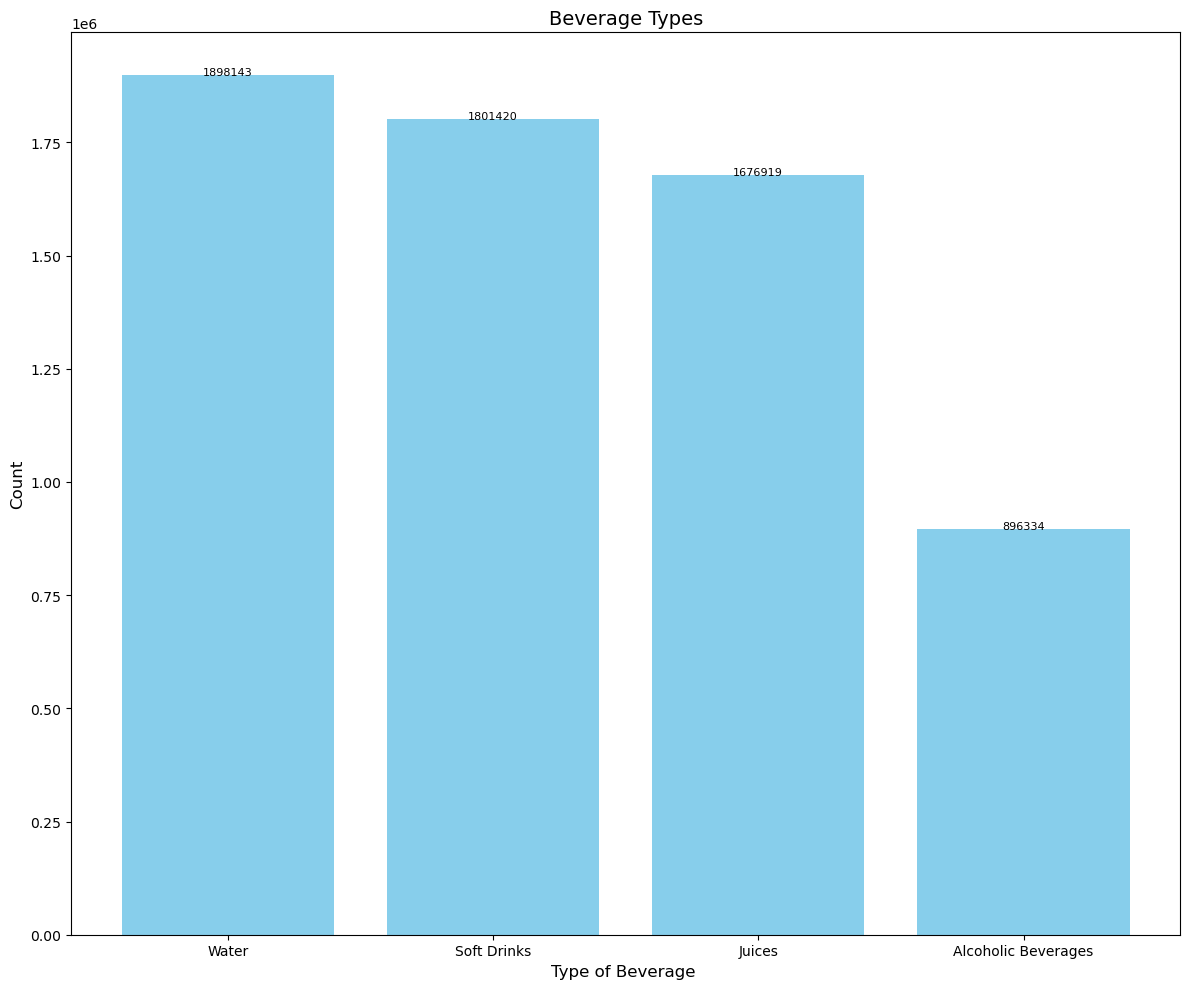 Beverage Types
1e6
1898143
1801420
1676919
896334
1.75
1.50
1.25
1.00
0.75
0.50
0.25
0.00
Count
Water Soft Drinks Juices Alcoholic Beverages
Type of Beverage